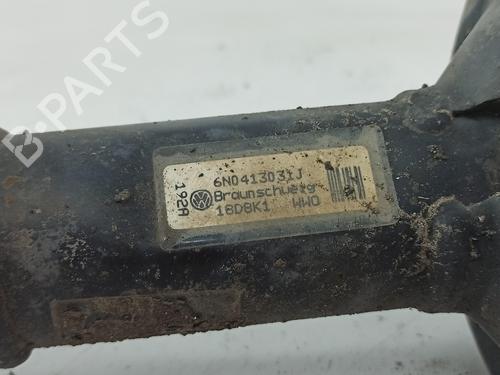 B-PARTS
192A
6N0413031J
Braunschweig
18D8K1 WWO